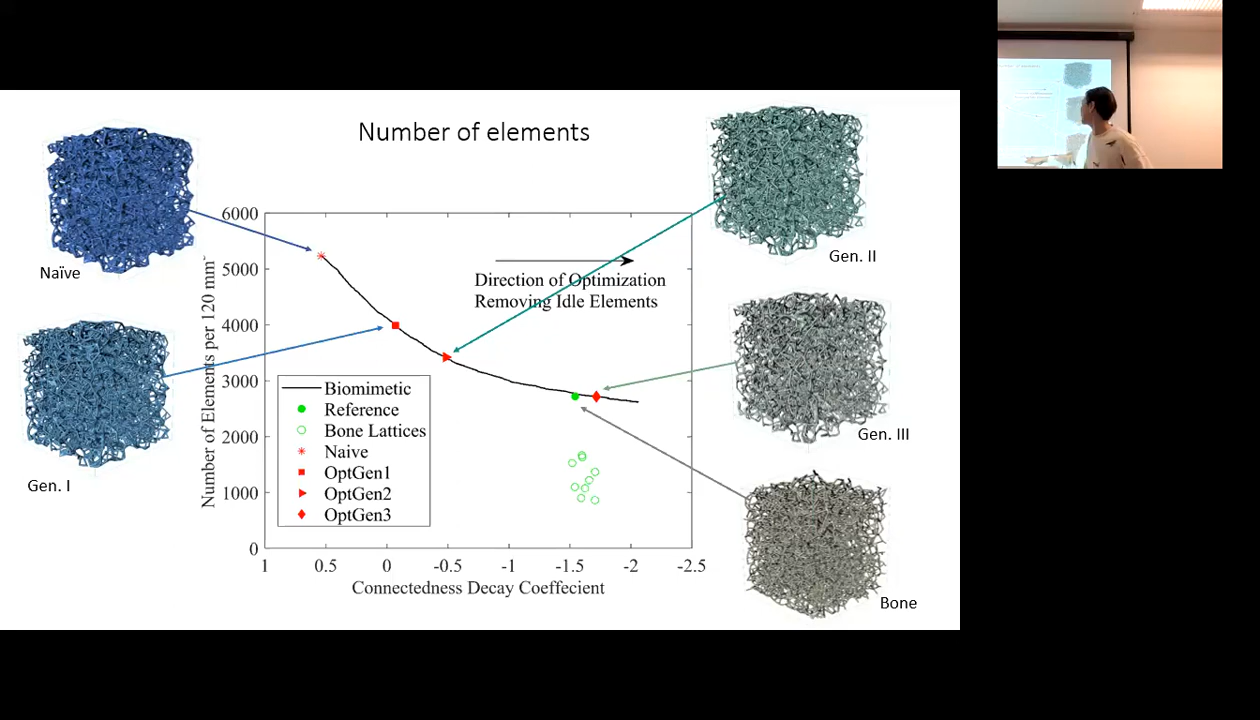 Number of elements
Naïve
Gen. I
Gen. II
Gen. III
Bone
Number of Elements per 120 mm³
6000
5000
4000
3000
2000
1000
0
Direction of Optimization
Removing Idle Elements
Biomimetic
Reference
Bone Lattices
Naive
OptGen1
OptGen2
OptGen3
1 0.5 0 -0.5 -1 -1.5 -2 -2.5
Connectedness Decay Coeffecient